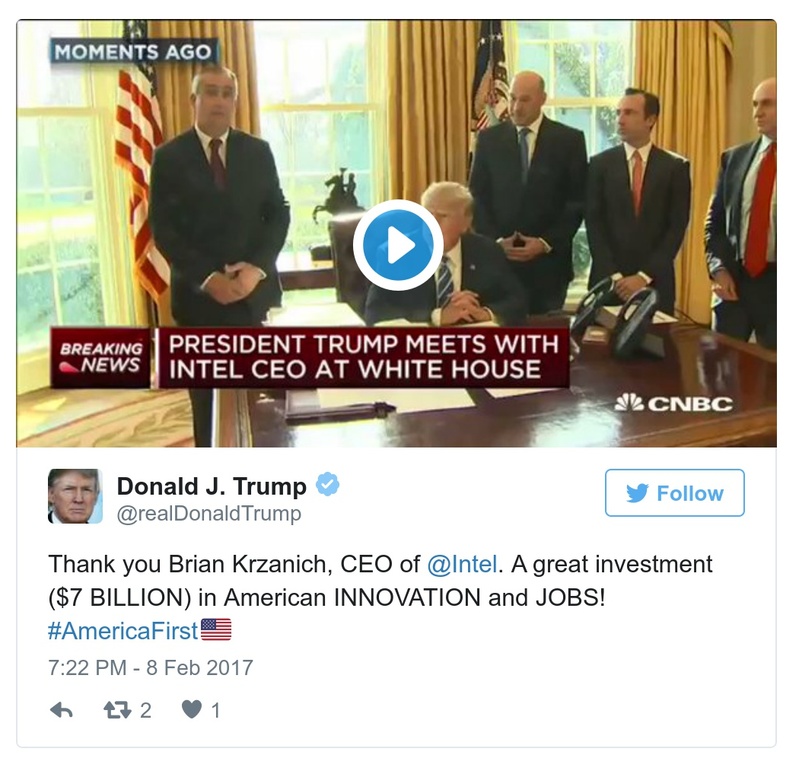 MOMENTS AGO
BREAKING
NEWS
PRESIDENT TRUMP MEETS WITH
INTEL CEO AT WHITE HOUSE
CNBC
Donald J. Trump
@realDonaldTrump
Follow
Thank you Brian Krzanich, CEO of @Intel. A great investment
($7 BILLION) in American INNOVATION and JOBS!
#AmericaFirst🇺🇸
7:22 PM - 8 Feb 2017
2
1